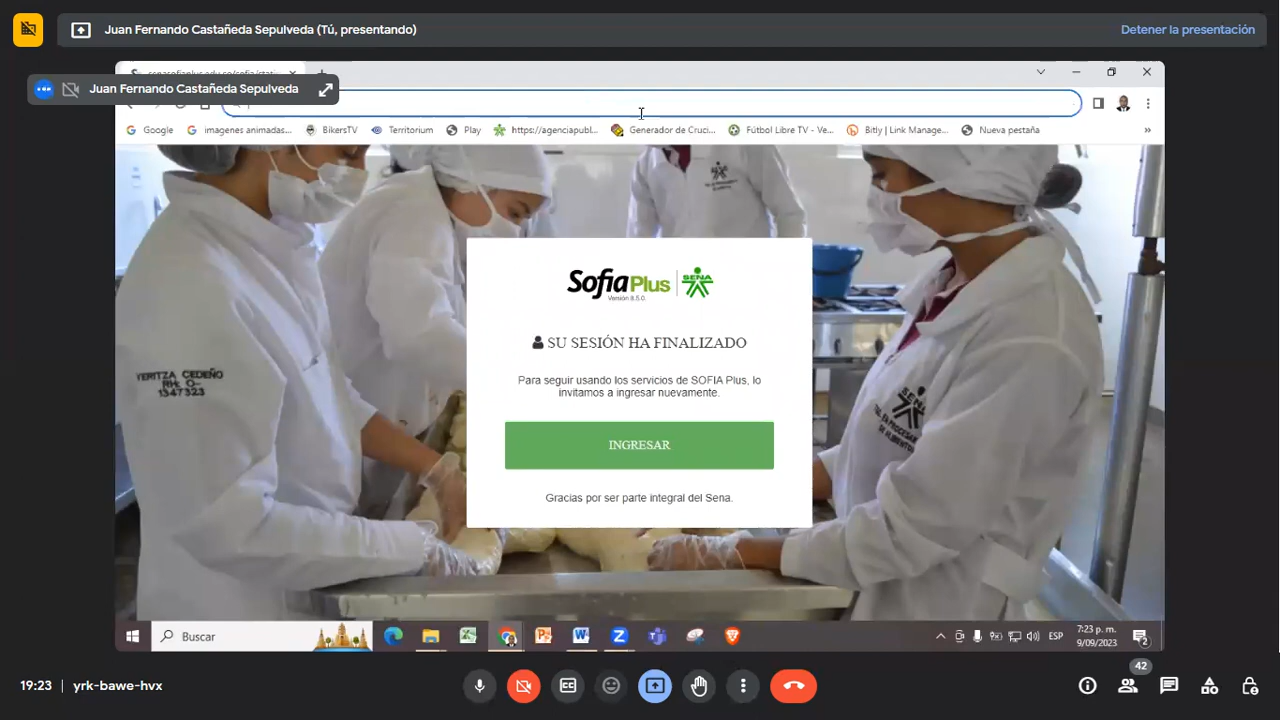 Juan Fernando Castañeda Sepulveda (Tú, presentando)
Detener la presentación
Juan Fernando Castañeda Sepulveda
Google
imagenes animadas...
BikersTV
Territorium
Play
https://agenciapubl...
Generador de Cruci...
Fútbol Libre TV - Ve...
Bitly | Link Manage...
Nueva pestaña
»
YERITZA CEDEÑO
RH: O-
1347323
SofiaPlus
SENA
Versión 8.5.0
SU SESIÓN HA FINALIZADO
Para seguir usando los servicios de SOFIA Plus, lo
invitamos a ingresar nuevamente.
INGRESAR
Gracias por ser parte integral del Sena.
Buscar
ESP
7:23 p. m.
9/09/2023
2
42
19:23 | yrk-bawe-hvx